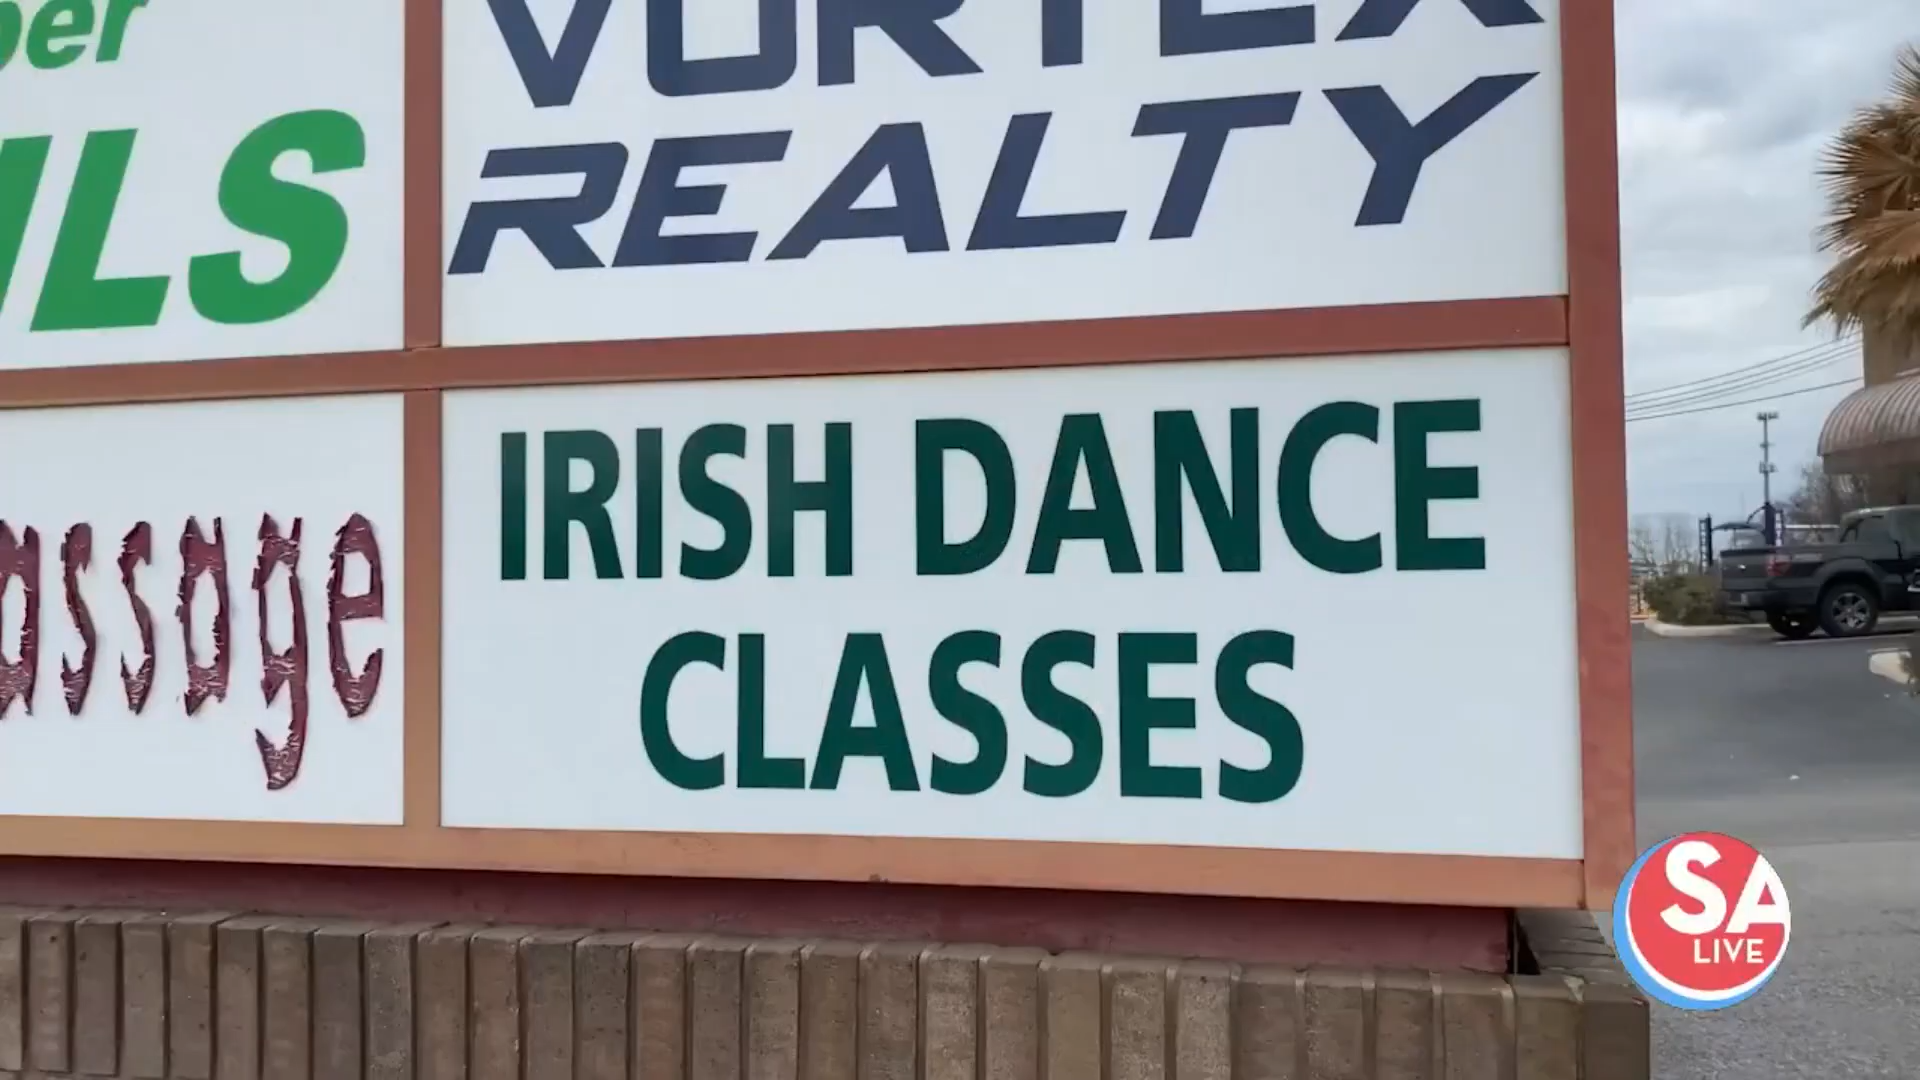 VORTEX
REALTY
IRISH DANCE
CLASSES
SA
LIVE